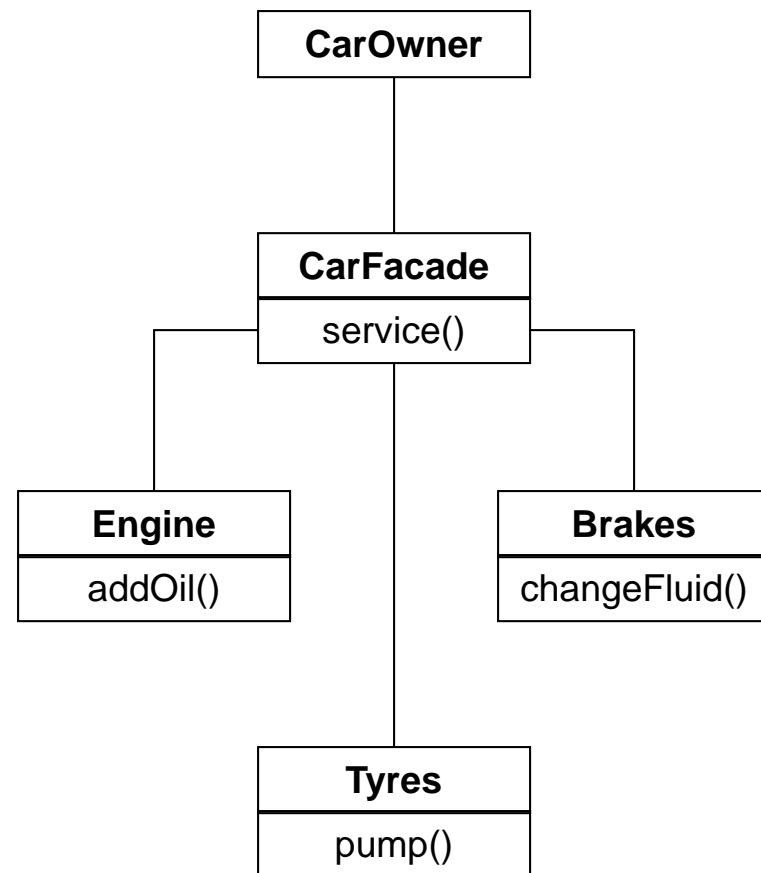 CarOwner
CarFacade
service()
Engine
addOil()
Brakes
changeFluid()
Tyres
pump()